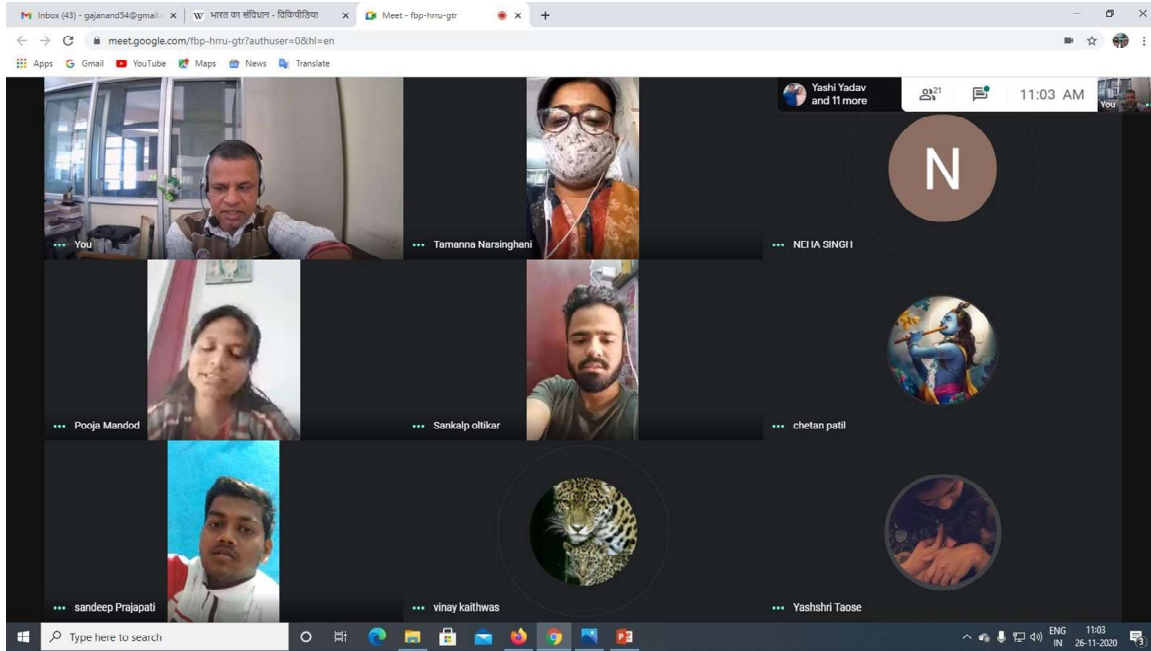 Inbox (43) - gajanand54@gmail.c
भारत का संविधान - विकिपीडिया
Meet - fbp-hrru-gtr
meet.google.com/fbp-hrru-gtr?authuser=0&hl=en
Apps Gmail YouTube Maps News Translate
Yashi Yadav
and 11 more
21
11:03 AM
You
N
You
Tamanna Narsinghani
NEHA SINGH
Pooja Mandod
Sankalp oltikar
chetan patil
sandeep Prajapati
vinay kaithwas
Yashshri Taose
Type here to search
ENG
IN
11:03
26-11-2020
3